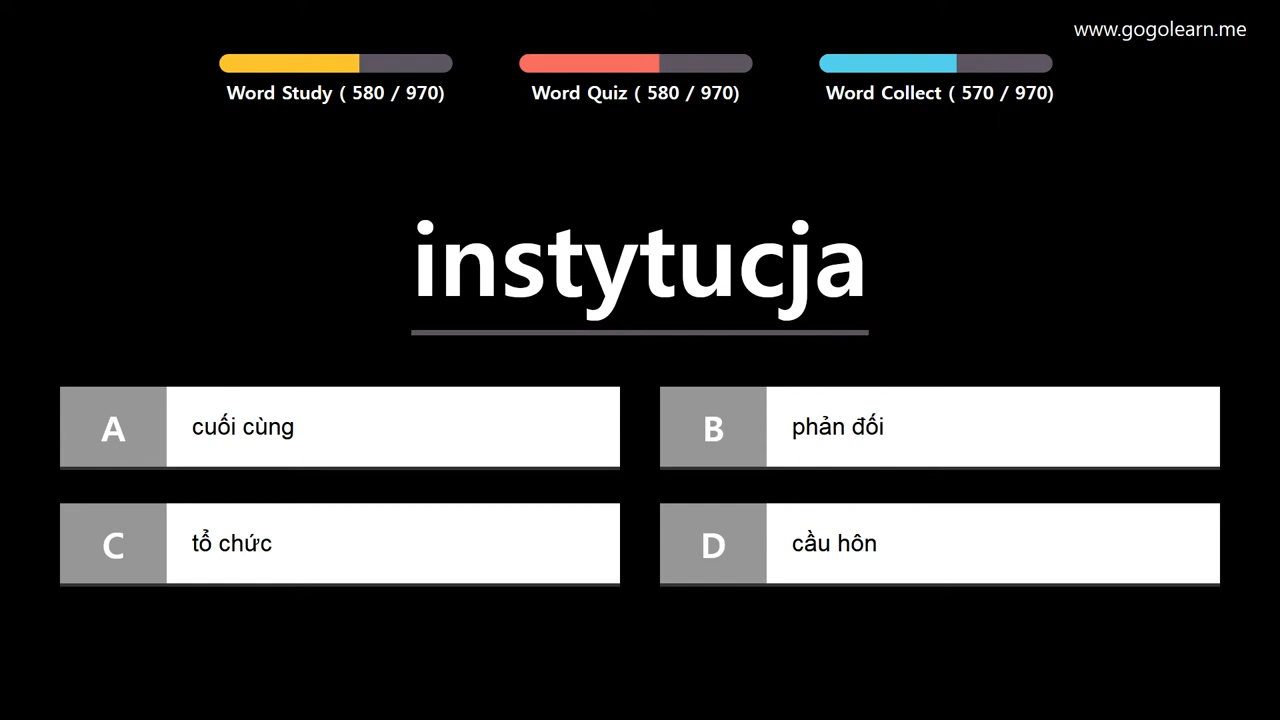 www.gogolearn.me
Word Study ( 580 / 970)
Word Quiz ( 580 / 970)
Word Collect ( 570 / 970)
instytucja
A cuối cùng
B phản đối
C tổ chức
D cầu hôn